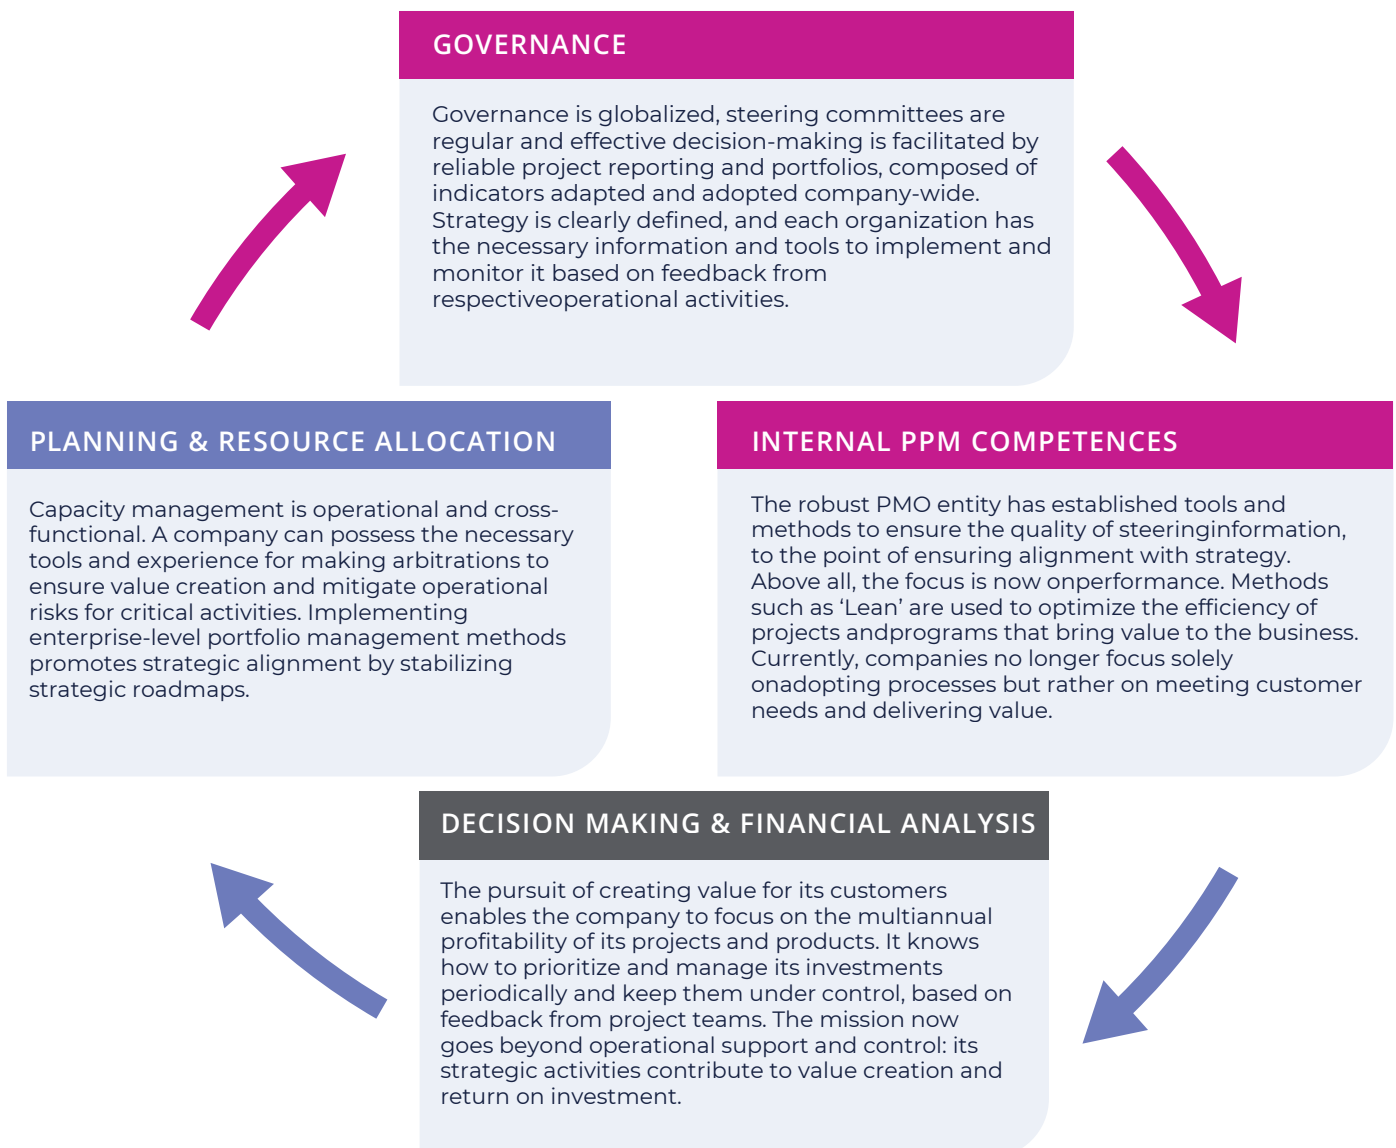 GOVERNANCE
Governance is globalized, steering committees are
regular and effective decision-making is facilitated by
reliable project reporting and portfolios, composed of
indicators adapted and adopted company-wide.
Strategy is clearly defined, and each organization has
the necessary information and tools to implement and
monitor it based on feedback from
respectiveoperational activities.
PLANNING & RESOURCE ALLOCATION
Capacity management is operational and cross-
functional. A company can possess the necessary
tools and experience for making arbitrations to
ensure value creation and mitigate operational
risks for critical activities. Implementing
enterprise-level portfolio management methods
promotes strategic alignment by stabilizing
strategic roadmaps.
INTERNAL PPM COMPETENCES
The robust PMO entity has established tools and
methods to ensure the quality of steeringinformation,
to the point of ensuring alignment with strategy.
Above all, the focus is now onperformance. Methods
such as ‘Lean’ are used to optimize the efficiency of
projects andprograms that bring value to the business.
Currently, companies no longer focus solely
onadopting processes but rather on meeting customer
needs and delivering value.
DECISION MAKING & FINANCIAL ANALYSIS
The pursuit of creating value for its customers
enables the company to focus on the multiannual
profitability of its projects and products. It knows
how to prioritize and manage its investments
periodically and keep them under control, based on
feedback from project teams. The mission now
goes beyond operational support and control: its
strategic activities contribute to value creation and
return on investment.